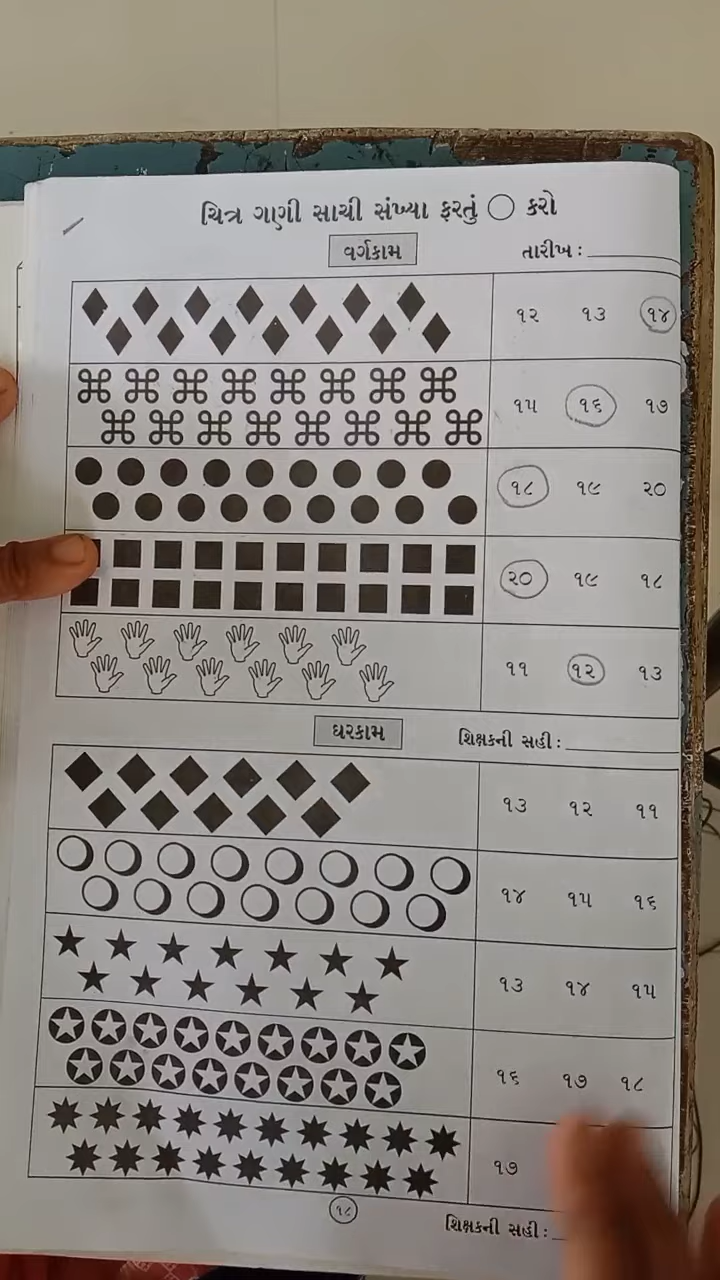 ચિત્ર ગણી સાચી સંખ્યા ફરતું ◯ કરો
વર્ગકામ
તારીખ :
૧૨ ૧૩ ૧૪
૧૫ ૧૬ ૧૭
૧૮ ૧૯ ૨૦
૨૦ ૧૯ ૧૮
૧૧ ૧૨ ૧૩
ઘરકામ
શિક્ષકની સહી :
૧૩ ૧૨ ૧૧
૧૪ ૧૫ ૧૬
૧૩ ૧૪ ૧૫
૧૬ ૧૭ ૧૮
૧૭
૧૮
શિક્ષકની સહી :